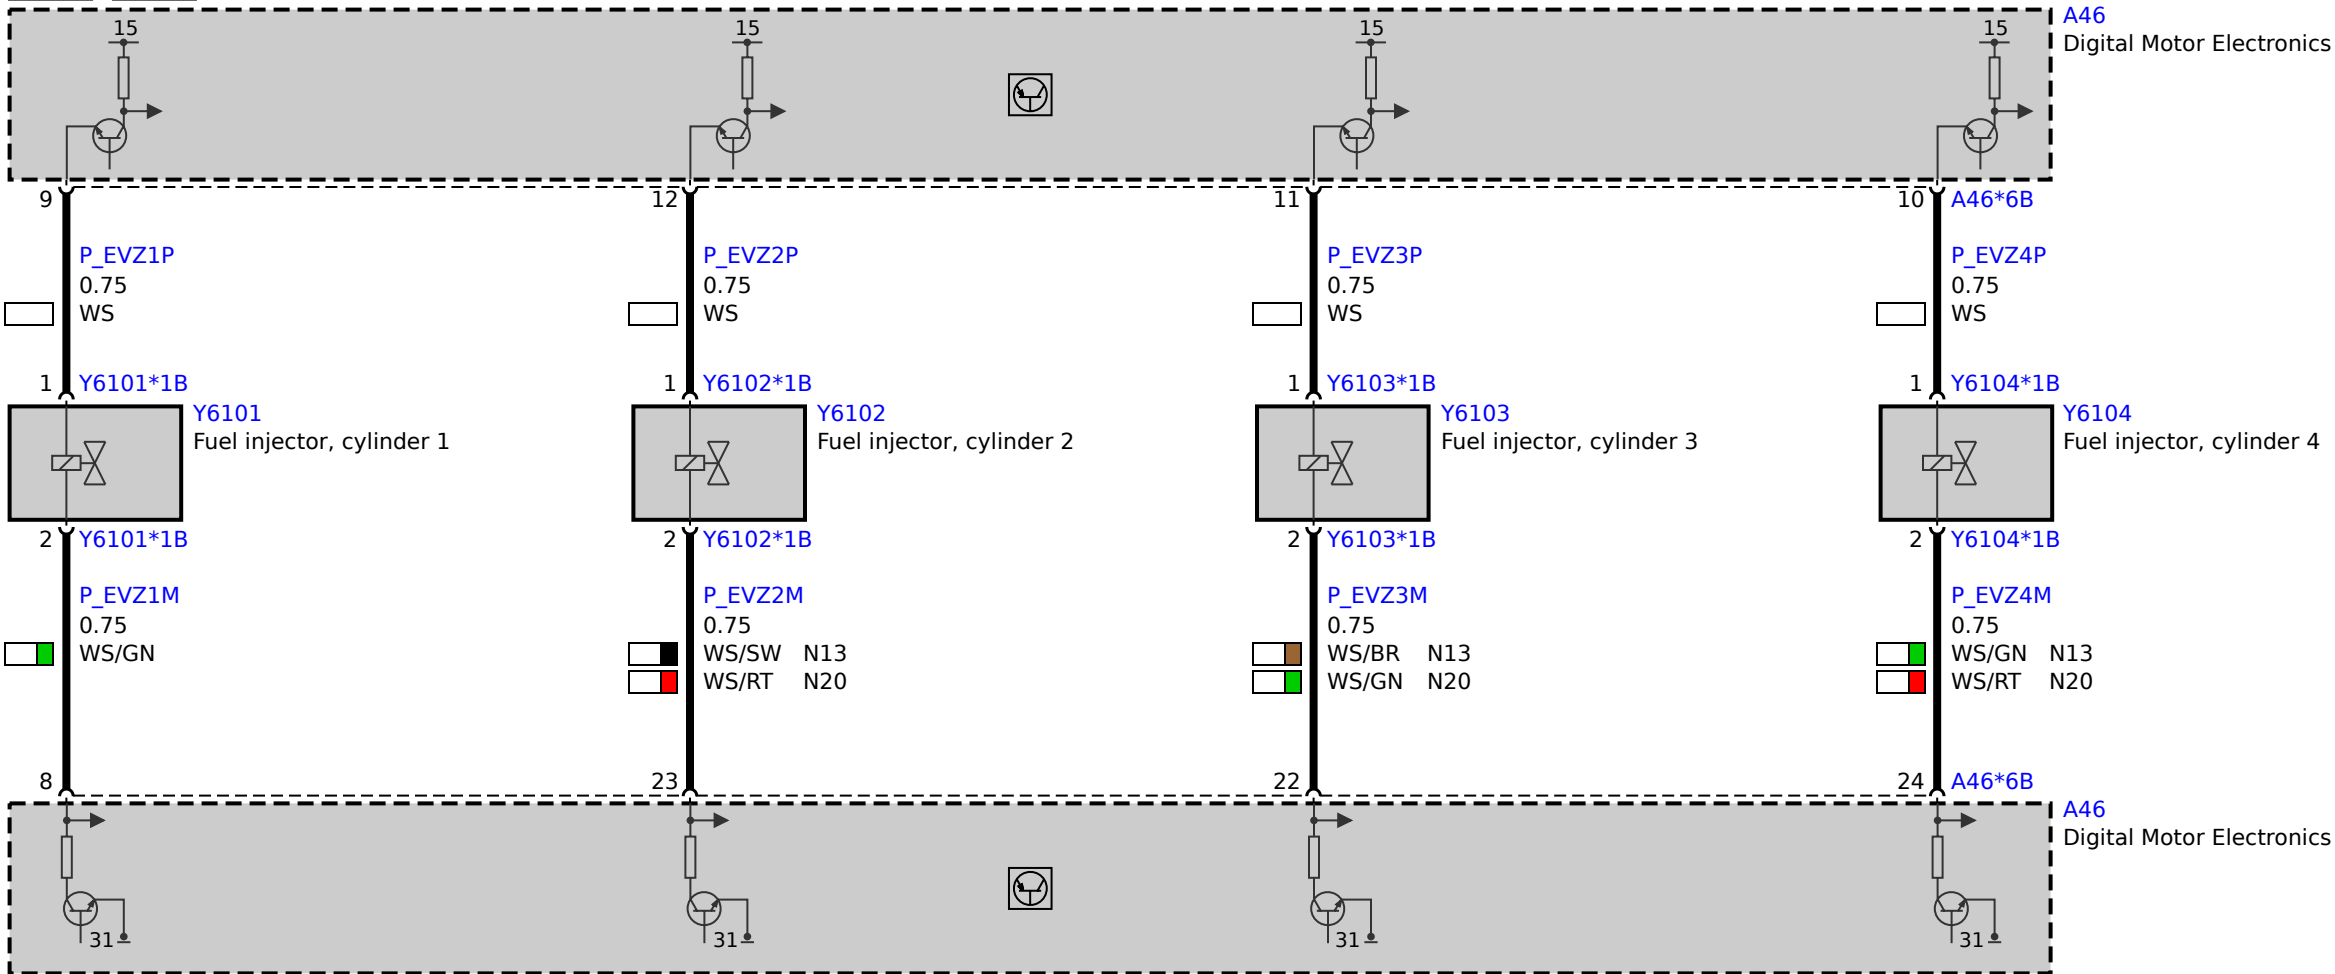 15
15
15
15
A46
Digital Motor Electronics
9
12
11
10
A46*6B
P_EVZ1P
0.75
WS
P_EVZ2P
0.75
WS
P_EVZ3P
0.75
WS
P_EVZ4P
0.75
WS
1
Y6101*1B
1
Y6102*1B
1
Y6103*1B
1
Y6104*1B
Y6101
Fuel injector, cylinder 1
Y6102
Fuel injector, cylinder 2
Y6103
Fuel injector, cylinder 3
Y6104
Fuel injector, cylinder 4
2
Y6101*1B
2
Y6102*1B
2
Y6103*1B
2
Y6104*1B
P_EVZ1M
0.75
WS/GN
P_EVZ2M
0.75
WS/SW N13
WS/RT N20
P_EVZ3M
0.75
WS/BR N13
WS/GN N20
P_EVZ4M
0.75
WS/GN N13
WS/RT N20
8
23
22
24
A46*6B
A46
Digital Motor Electronics
31
31
31
31